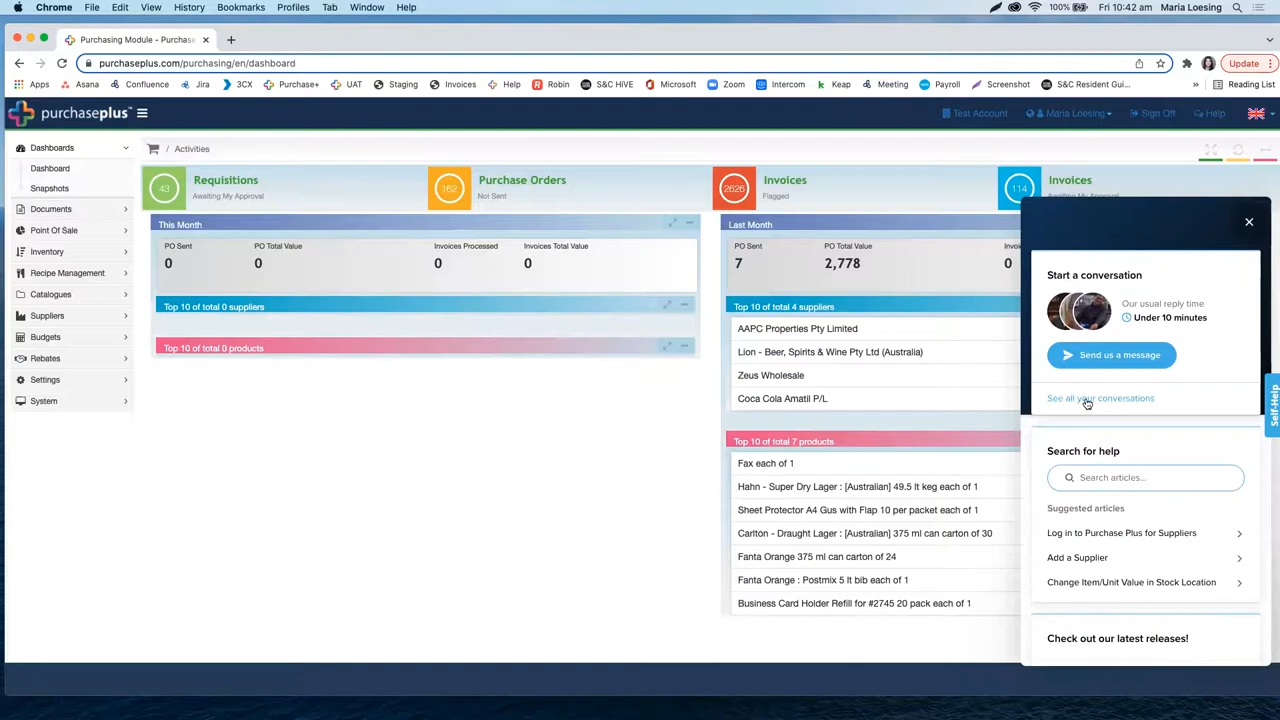 Chrome File Edit View History Bookmarks Profiles Tab Window Help 100% Fri 10:42 am Maria Loesing
Purchasing Module - Purchase
purchaseplus.com/purchasing/en/dashboard Update
Apps Asana Confluence Jira 3CX Purchase+ UAT Staging Invoices Help Robin S&C HiVE Microsoft Zoom Intercom Keap Meeting Payroll Screenshot S&C Resident Gui... » Reading List
purchaseplus™ Test Account Maria Loesing Sign Off Help
Dashboards
Dashboard
Snapshots
Documents
Point Of Sale
Inventory
Recipe Management
Catalogues
Suppliers
Budgets
Rebates
Settings
System
/ Activities
43 Requisitions
Awaiting My Approval
162 Purchase Orders
Not Sent
2626 Invoices
Flagged
114 Invoices
Awaiting My Approval
This Month
PO Sent PO Total Value Invoices Processed Invoices Total Value
0 0 0 0
Top 10 of total 0 suppliers
Top 10 of total 0 products
Last Month
PO Sent PO Total Value
7 2,778 0
Top 10 of total 4 suppliers
AAPC Properties Pty Limited
Lion - Beer, Spirits & Wine Pty Ltd (Australia)
Zeus Wholesale
Coca Cola Amatil P/L
Top 10 of total 7 products
Fax each of 1
Hahn - Super Dry Lager : [Australian] 49.5 lt keg each of 1
Sheet Protector A4 Gus with Flap 10 per packet each of 1
Carlton - Draught Lager : [Australian] 375 ml can carton of 30
Fanta Orange 375 ml can carton of 24
Fanta Orange : Postmix 5 lt bib each of 1
Business Card Holder Refill for #2745 20 pack each of 1
Start a conversation
Our usual reply time
Under 10 minutes
Send us a message
See all your conversations
Search for help
Search articles...
Suggested articles
Log in to Purchase Plus for Suppliers
Add a Supplier
Change Item/Unit Value in Stock Location
Check out our latest releases!
Self-Help